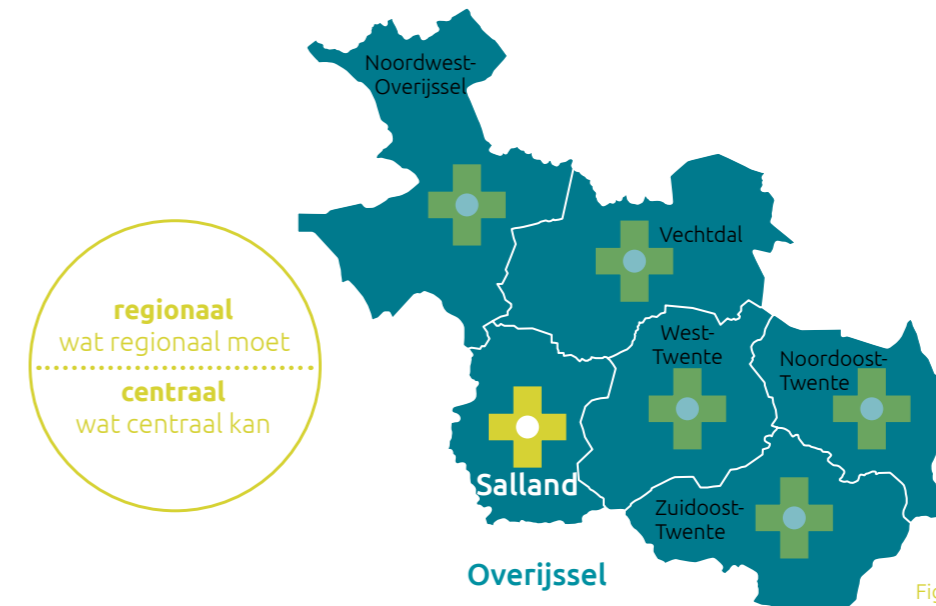 Noordwest-
Overijssel
Vechtdal
regionaal
wat regionaal moet
centraal
wat centraal kan
West-
Twente
Noordoost-
Twente
Salland
Zuidoost-
Twente
Overijssel
Fig